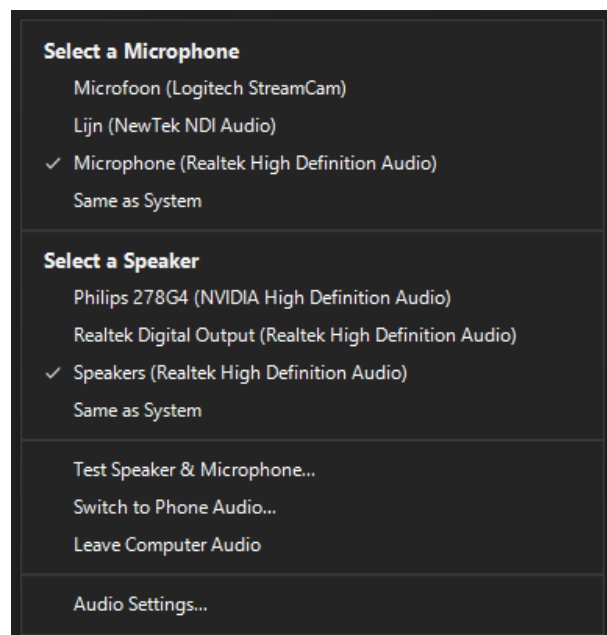 Select a Microphone
Microfoon (Logitech StreamCam)
Lijn (NewTek NDI Audio)
Microphone (Realtek High Definition Audio)
Same as System
Select a Speaker
Philips 278G4 (NVIDIA High Definition Audio)
Realtek Digital Output (Realtek High Definition Audio)
Speakers (Realtek High Definition Audio)
Same as System
Test Speaker & Microphone...
Switch to Phone Audio...
Leave Computer Audio
Audio Settings...